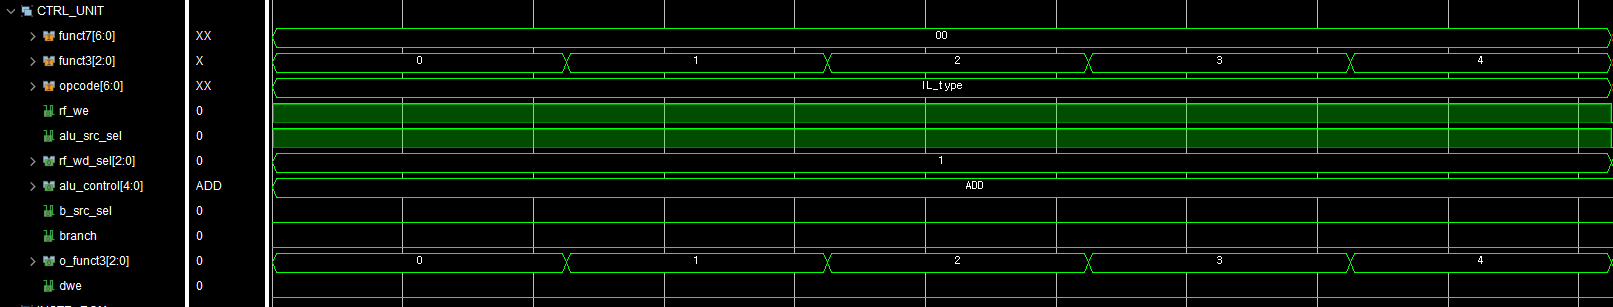 CTRL_UNIT
funct7[6:0] XX 00
funct3[2:0] X 0 1 2 3 4
opcode[6:0] XX IL_type
rf_we 0
alu_src_sel 0
rf_wd_sel[2:0] 0 1
alu_control[4:0] ADD ADD
b_src_sel 0
branch 0
o_funct3[2:0] 0 0 1 2 3 4
dwe 0